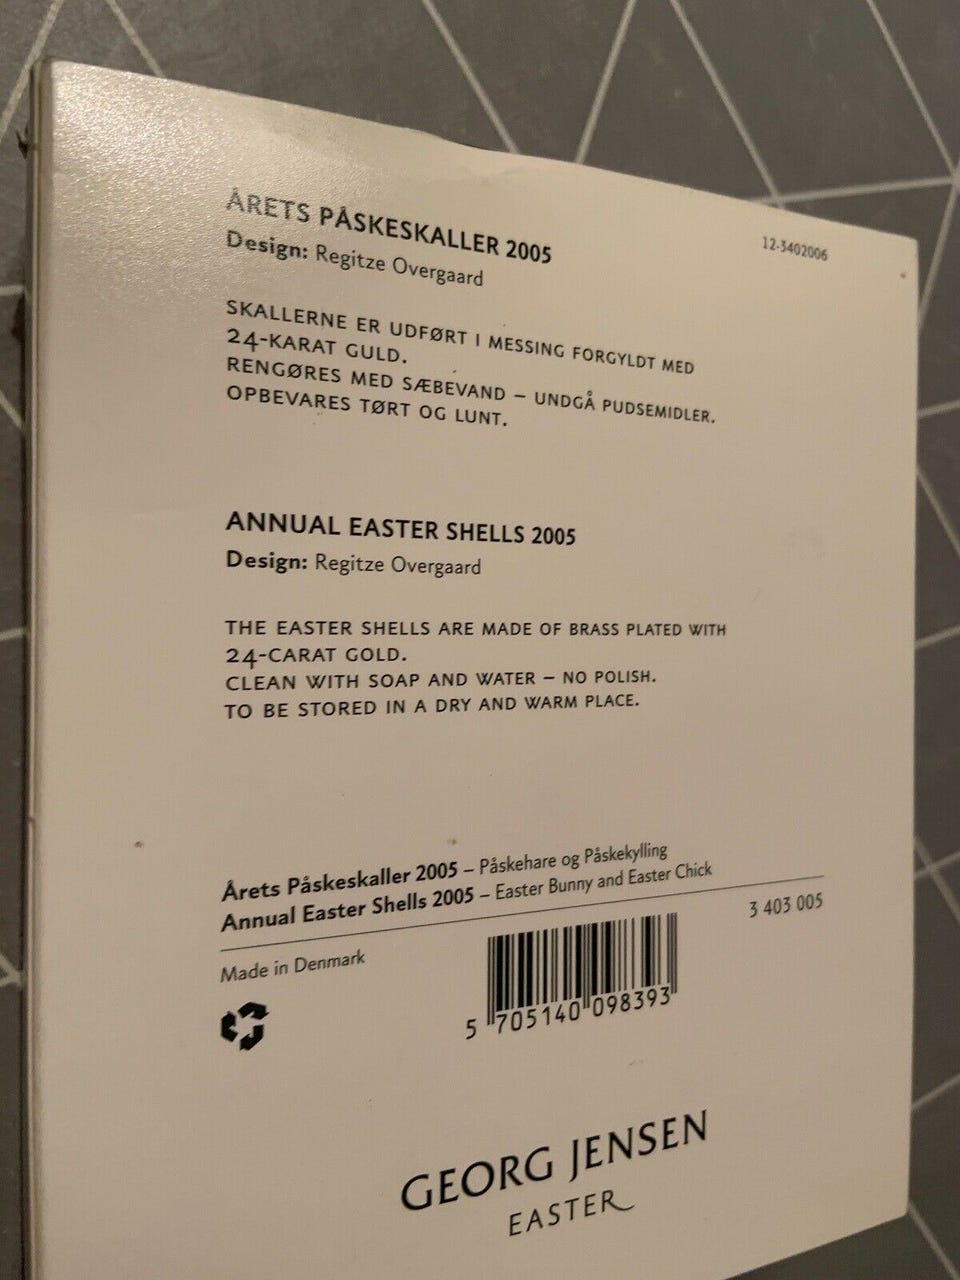 ÅRETS PÅSKESKALLER 2005
12-3402006
Design: Regitze Overgaard
SKALLERNE ER UDFØRT I MESSING FORGYLDT MED
24-KARAT GULD.
RENGØRES MED SÆBEVAND – UNDGÅ PUDSEMIDLER.
OPBEVARES TØRT OG LUNT.
ANNUAL EASTER SHELLS 2005
Design: Regitze Overgaard
THE EASTER SHELLS ARE MADE OF BRASS PLATED WITH
24-CARAT GOLD.
CLEAN WITH SOAP AND WATER – NO POLISH.
TO BE STORED IN A DRY AND WARM PLACE.
Årets Påskeskaller 2005 – Påskehare og Påskekylling
Annual Easter Shells 2005 – Easter Bunny and Easter Chick
Made in Denmark
3 403 005
5 705140 098393
GEORG JENSEN
EASTER